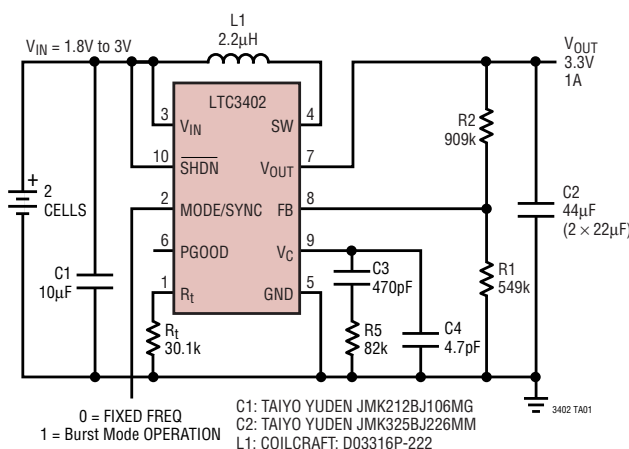 L1
2.2µH
VIN = 1.8V to 3V
VOUT
3.3V
1A
LTC3402
3
VIN
SW
4
10
SHDN
VOUT
7
2
MODE/SYNC
FB
8
6
PGOOD
VC
9
1
Rt
GND
5
+
2
CELLS
C1
10µF
Rt
30.1k
C3
470pF
R5
82k
C4
4.7pF
R2
909k
R1
549k
C2
44µF
(2 × 22µF)
0 = FIXED FREQ
1 = Burst Mode OPERATION
C1: TAIYO YUDEN JMK212BJ106MG
C2: TAIYO YUDEN JMK325BJ226MM
L1: COILCRAFT: D03316P-222
3402 TA01